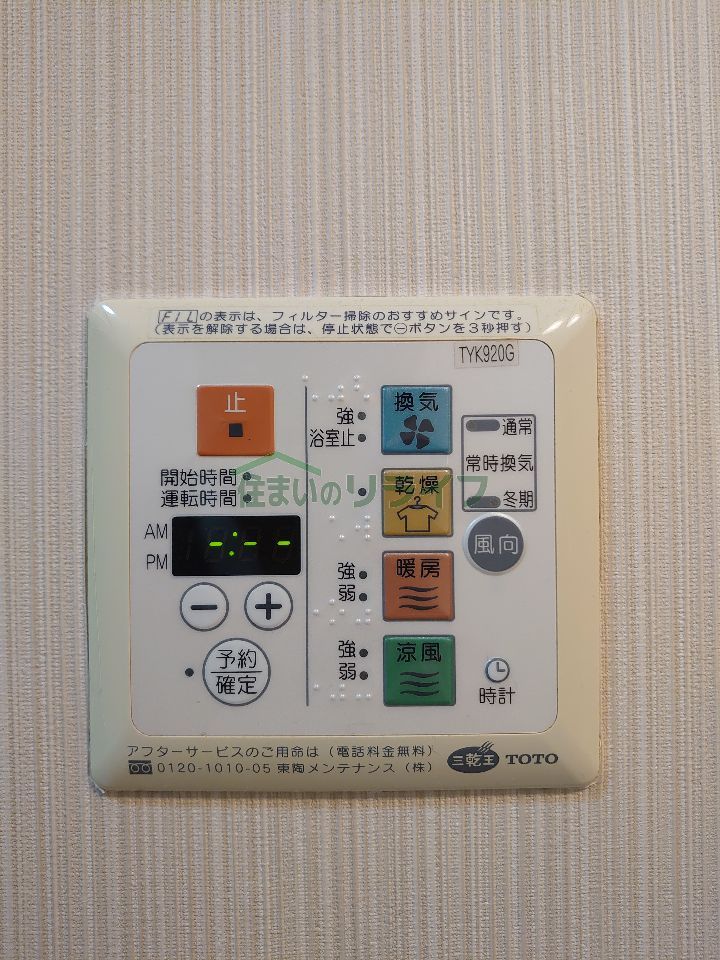 FILの表示は、フィルター掃除のおすすめサインです。
(表示を解除する場合は、停止状態で㊀ボタンを3秒押す)
TYK920G
止
強
浴室止
換気
通常
常時換気
冬期
開始時間
運転時間
乾燥
住まいのリライフ
AM
PM
-:- -
風向
強
弱
暖房
予約
確定
強
弱
涼風
時計
アフターサービスのご用命は(電話料金無料)
0120-1010-05 東陶メンテナンス(株)
三乾王 TOTO